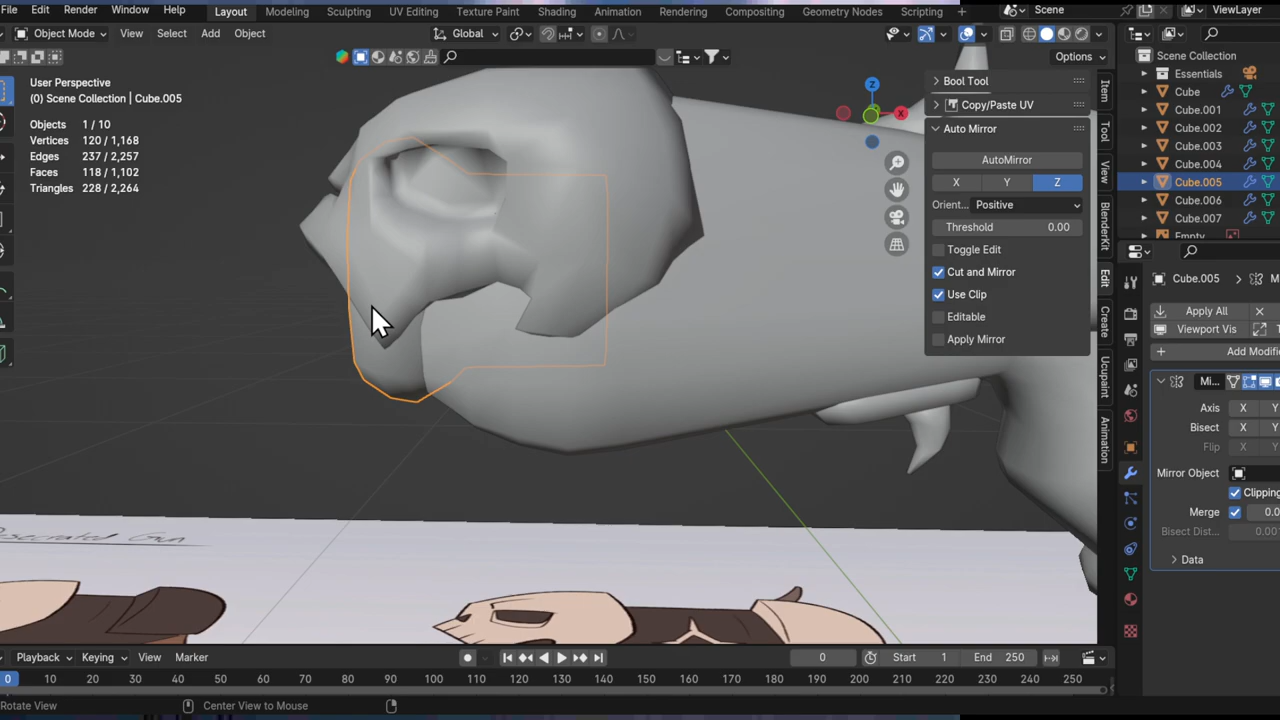 File Edit Render Window Help Layout Modeling Sculpting UV Editing Texture Paint Shading Animation Rendering Compositing Geometry Nodes Scripting Scene ViewLayer
Object Mode View Select Add Object Global
Options
User Perspective
(0) Scene Collection | Cube.005
Objects 1 / 10
Vertices 120 / 1,168
Edges 237 / 2,257
Faces 118 / 1,102
Triangles 228 / 2,264
Z
X
Bool Tool
Copy/Paste UV
Auto Mirror
AutoMirror
X Y Z
Orient... Positive
Threshold 0.00
Toggle Edit
Cut and Mirror
Use Clip
Editable
Apply Mirror
Item
Tool
View
BlenderKit
Edit
Create
Ucupaint
Animation
Scene Collection
Essentials
Cube
Cube.001
Cube.002
Cube.003
Cube.004
Cube.005
Cube.006
Cube.007
Empty
Cube.005 M
Apply All
Viewport Vis
Add Modifi
Mi...
Axis X Y
Bisect X Y
Flip X Y
Mirror Object
Clipping
Merge 0.0
Bisect Dist... 0.001
Data
Gun
Playback Keying View Marker 0 Start 1 End 250
0 10 20 30 40 50 60 70 80 90 100 110 120 130 140 150 160 170 180 190 200 210 220 230 240 250
Rotate View Center View to Mouse